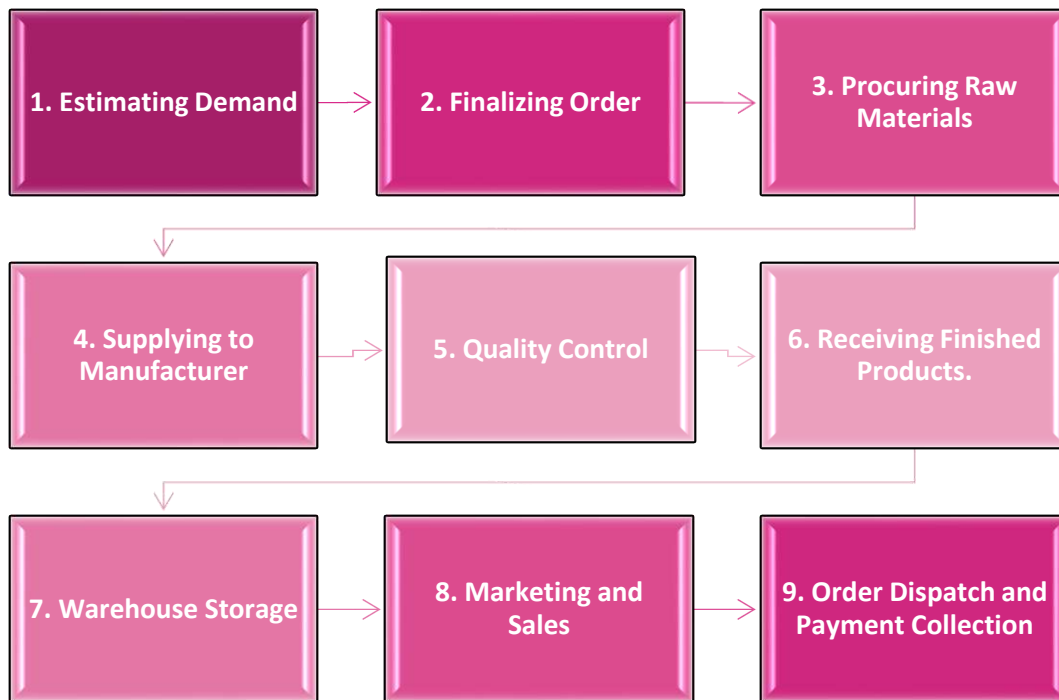 1. Estimating Demand
2. Finalizing Order
3. Procuring Raw
Materials
4. Supplying to
Manufacturer
5. Quality Control
6. Receiving Finished
Products.
7. Warehouse Storage
8. Marketing and
Sales
9. Order Dispatch and
Payment Collection